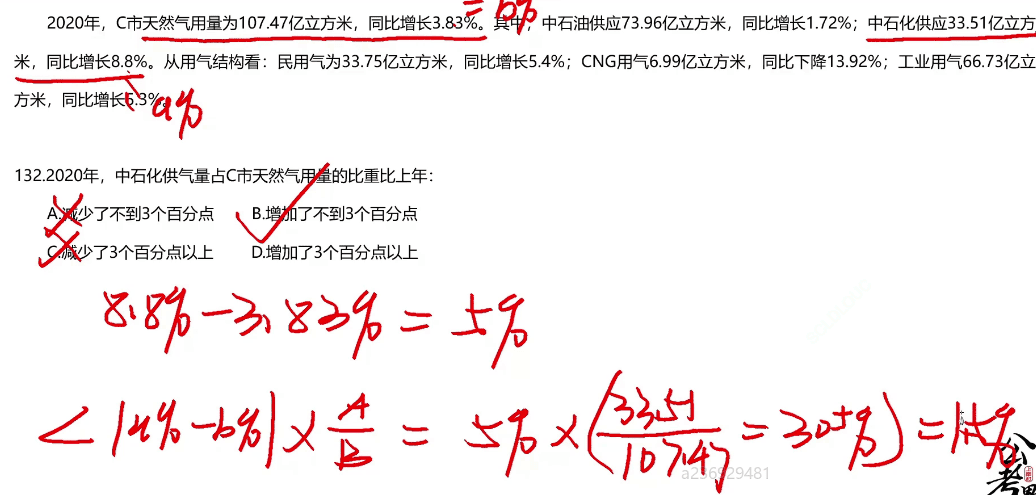 = b%
2020年，C市天然气用量为107.47亿立方米，同比增长3.83%。其中，中石油供应73.96亿立方米，同比增长1.72%；中石化供应33.51亿立方
米，同比增长8.8%。从用气结构看：民用气为33.75亿立方米，同比增长5.4%；CNG用气6.99亿立方米，同比下降13.92%；工业用气66.73亿立
方米，同比增长5.3%。
a%
132.2020年，中石化供气量占C市天然气用量的比重比上年：
A.减少了不到3个百分点 B.增加了不到3个百分点
C.减少了3个百分点以上 D.增加了3个百分点以上
8.8% - 3.83% = 5%
< |a% - b%| × A/B = 5% × (33.51/107.47 = 30+%) = 1.5%
a256929481
公考